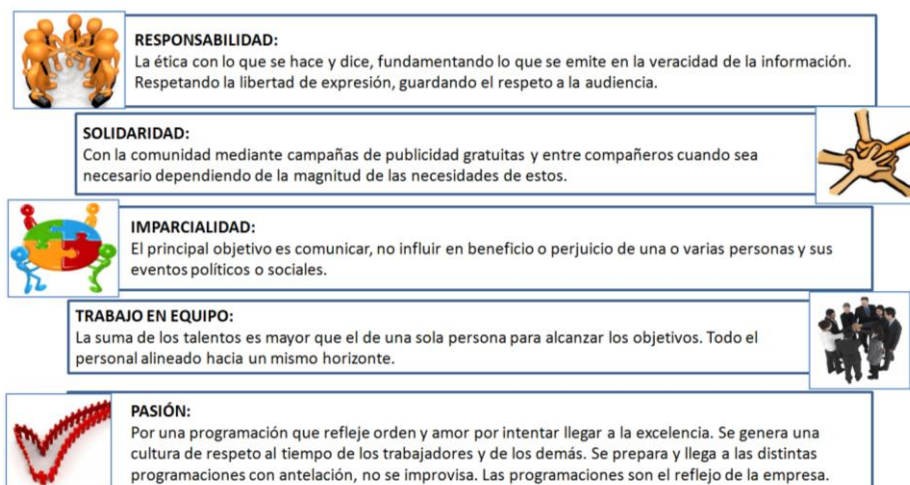 RESPONSABILIDAD:
La ética con lo que se hace y dice, fundamentando lo que se emite en la veracidad de la información.
Respetando la libertad de expresión, guardando el respeto a la audiencia.
SOLIDARIDAD:
Con la comunidad mediante campañas de publicidad gratuitas y entre compañeros cuando sea
necesario dependiendo de la magnitud de las necesidades de estos.
IMPARCIALIDAD:
El principal objetivo es comunicar, no influir en beneficio o perjuicio de una o varias personas y sus
eventos políticos o sociales.
TRABAJO EN EQUIPO:
La suma de los talentos es mayor que el de una sola persona para alcanzar los objetivos. Todo el
personal alineado hacia un mismo horizonte.
PASIÓN:
Por una programación que refleje orden y amor por intentar llegar a la excelencia. Se genera una
cultura de respeto al tiempo de los trabajadores y de los demás. Se prepara y llega a las distintas
programaciones con antelación, no se improvisa. Las programaciones son el reflejo de la empresa.